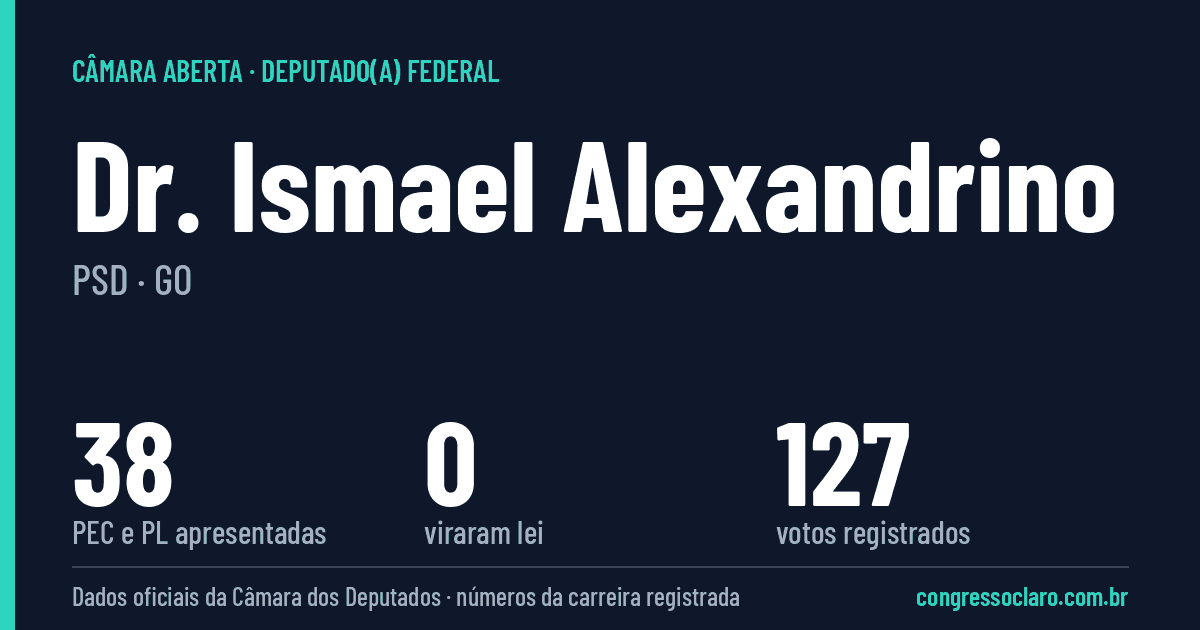 CÂMARA ABERTA · DEPUTADO(A) FEDERAL
Dr. Ismael Alexandrino
PSD · GO
38 0 127
PEC e PL apresentadas viraram lei votos registrados
Dados oficiais da Câmara dos Deputados · números da carreira registrada congressoclaro.com.br